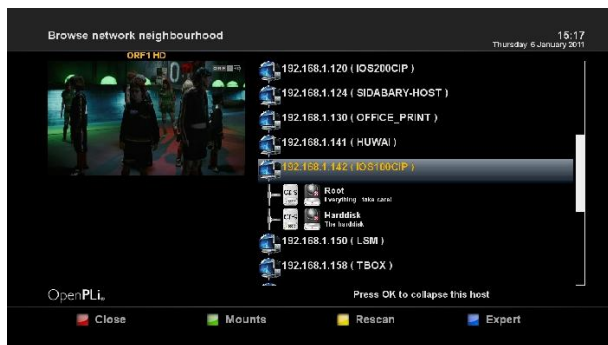 Browse network neighbourhood
15:17
Thursday 6 January 2011
ORF1 HD
192.168.1.120 ( IOS200CIP )
192.168.1.124 ( SIDABARY-HOST )
192.168.1.130 ( OFFICE_PRINT )
192.168.1.141 ( HUWAI )
192.168.1.142 ( IOS100CIP )
Root
Everything - take care!
Harddisk
The harddisk
192.168.1.150 ( LSM )
192.168.1.158 ( TBOX )
OpenPLi.
Press OK to collapse this host
Close
Mounts
Rescan
Expert